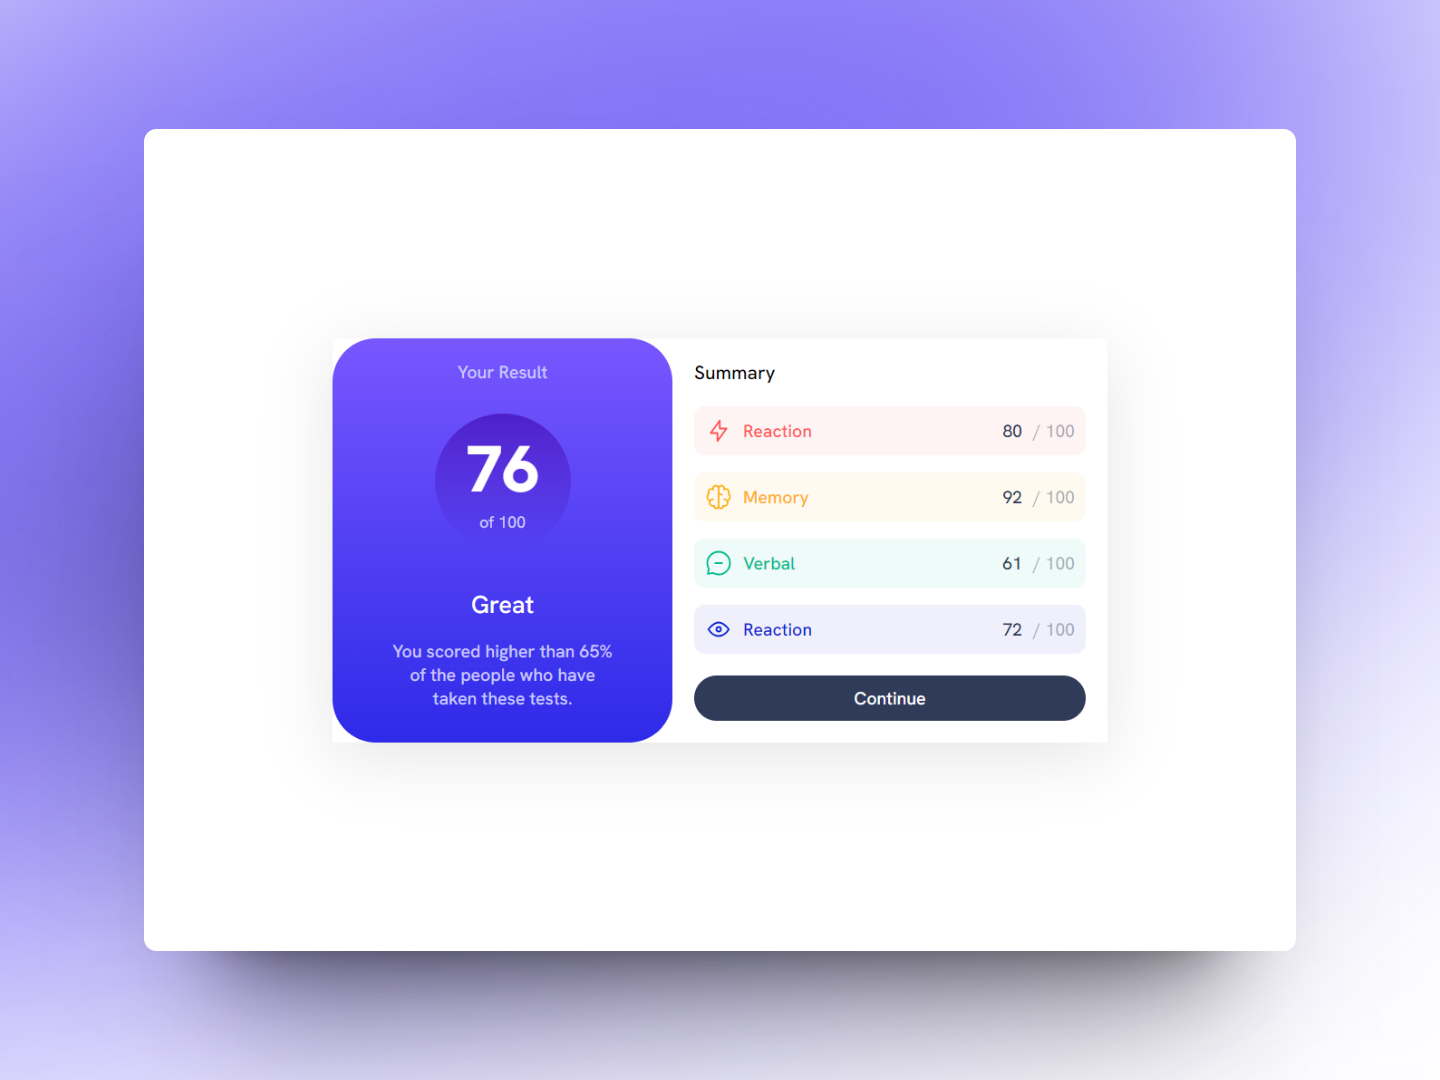 Your Result
76
of 100
Great
You scored higher than 65%
of the people who have
taken these tests.
Summary
Reaction 80 / 100
Memory 92 / 100
Verbal 61 / 100
Reaction 72 / 100
Continue